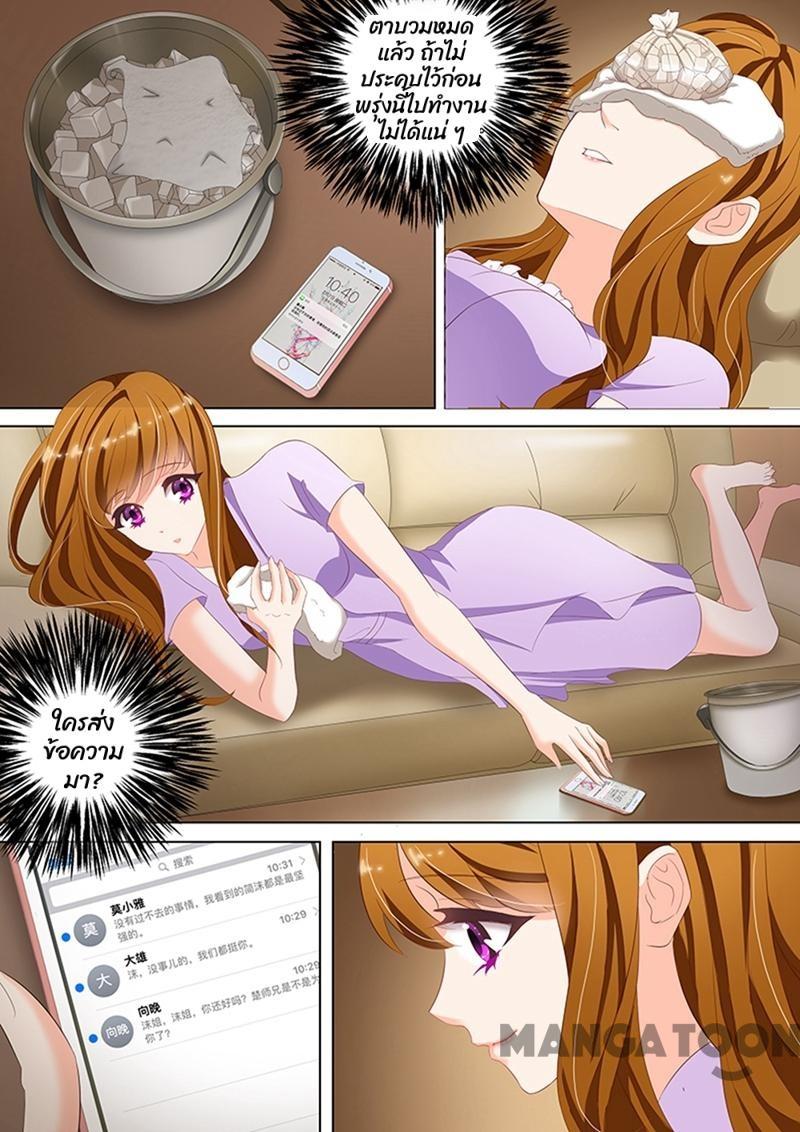 ตาบวมหมด
แล้ว ถ้าไม่
ประคบไว้ก่อน
พรุ่งนี้ไปทำงาน
ไม่ได้แน่ ๆ
10:40
ใครส่ง
ข้อความ
มา?
搜索
莫小雅
10:31
莫
没有过不去的事情，我看到的简沫都是最坚
强的。
大雄
10:29
大
沫，没事儿的，我们都挺你。
向晚
10:29
向晚
沫姐，沫姐，你还好吗？楚师兄是不是为
你了？
MANGATOON